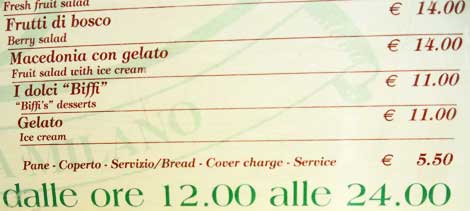 Fresh fruit salad
Frutti di bosco € 14.00
Berry salad
Macedonia con gelato € 14.00
Fruit salad with ice cream
I dolci “Biffi” € 11.00
“Biffi’s” desserts
Gelato € 11.00
Ice cream
MILANO
Pane - Coperto - Servizio/Bread - Cover charge - Service € 5.50
dalle ore 12.00 alle 24.00